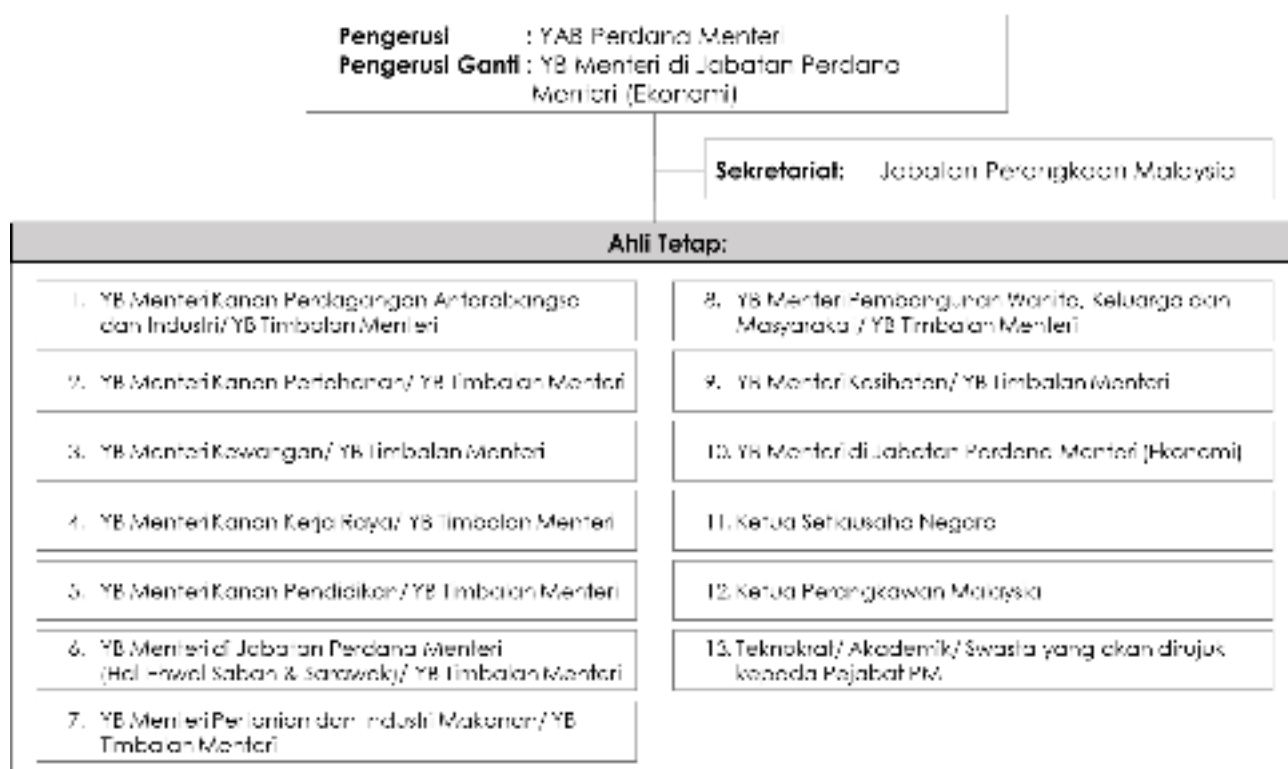 Pengerusi : YAB Perdana Menteri
Pengerusi Ganti : YB Menteri di Jabatan Perdana
Menteri (Ekonomi)
Sekretariat: Jabatan Perangkaan Malaysia
Ahli Tetap:
1. YB Menteri Kanan Perdagangan Antarabangsa
dan Industri/ YB Timbalan Menteri
2. YB Menteri Kanan Pertahanan/ YB Timbalan Menteri
3. YB Menteri Kewangan/ YB Timbalan Menteri
4. YB Menteri Kanan Kerja Raya/ YB Timbalan Menteri
5. YB Menteri Kanan Pendidikan/ YB Timbalan Menteri
6. YB Menteri di Jabatan Perdana Menteri
(Hal Ehwal Sabah & Sarawak)/ YB Timbalan Menteri
7. YB Menteri Pertanian dan Industri Makanan/ YB
Timbalan Menteri
8. YB Menteri Pembangunan Wanita, Keluarga dan
Masyarakat / YB Timbalan Menteri
9. YB Menteri Kesihatan/ YB Timbalan Menteri
10. YB Menteri di Jabatan Perdana Menteri (Ekonomi)
11. Ketua Setiausaha Negara
12. Ketua Perangkawan Malaysia
13. Teknokrat/ Akademik/ Swasta yang akan dirujuk
kepada Pejabat PM